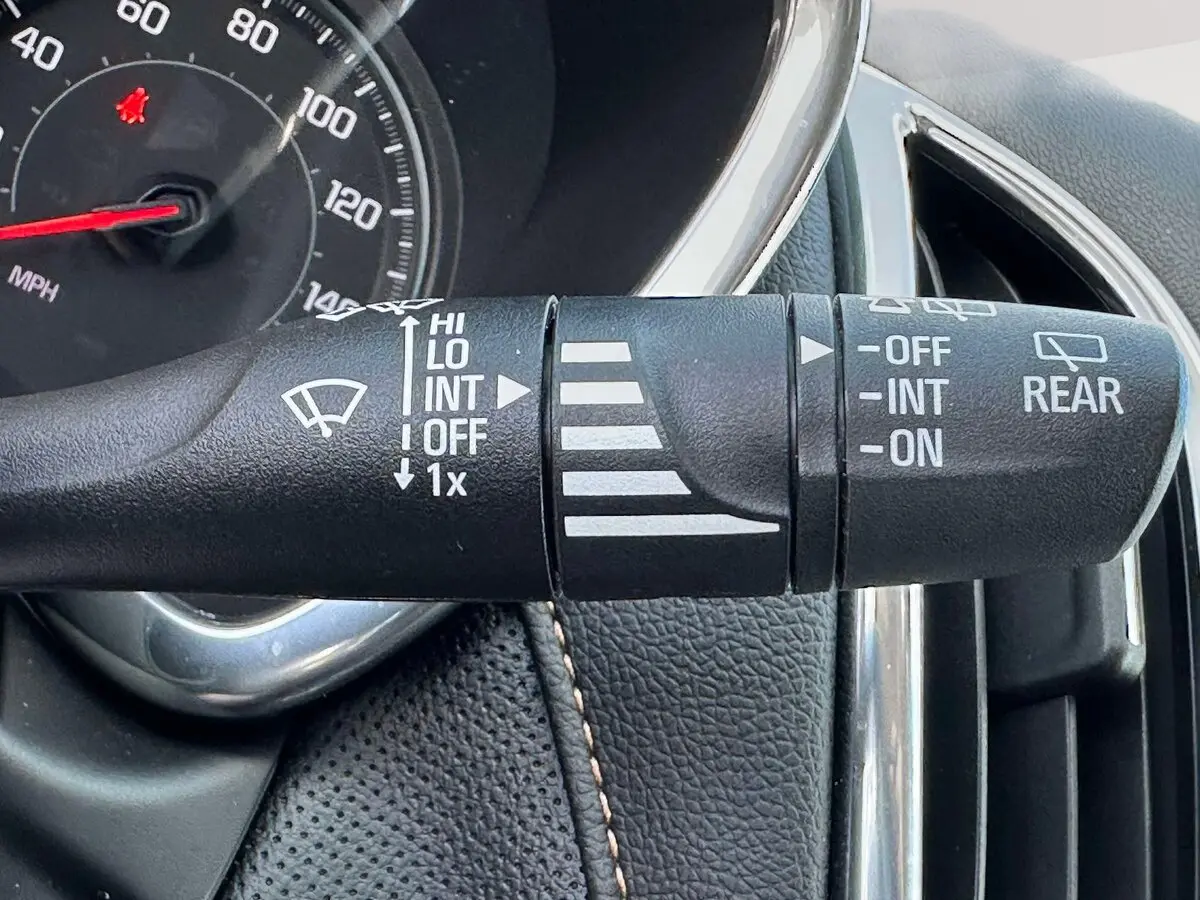 40
60
80
100
120
140
MPH
HI
LO
INT
OFF
1x
-OFF
-INT
-ON
REAR